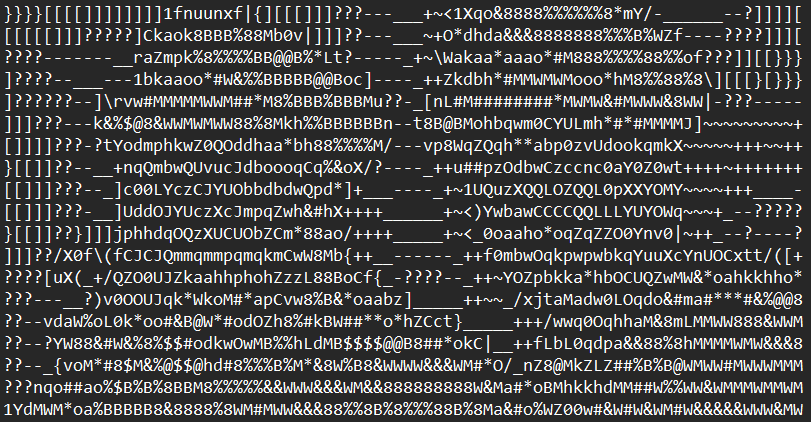 }}}}[[[[]]]]]]]]1fnuunxf|{][[[[]]]???---___+~<1Xqo&8888%%%%%%8*mY/-______--?]]]][
[[[[[]]]?????]Ckaok8BBB%88Mb0v|]]]]??---___~+O*dhda&&&8888888%%%B%WZf----????]]][
????-------__raZmpk%8%%%%BB@@B%*Lt?-----_+~\Wakaa*aaao*#M888%%%%88%%of???]][[}}}]
]????--___---1bkaaoo*#W&%%BBBBB@@Boc]----_++Zkdbh*#MMWMWMooo*hM8%%88%8\][[[}[}}}]
]??????--]\rvw#MMMMMWWM##*M8%BBB%BBBMu??-_[nL#M########*MWMW&#MWWW&8WW|-???-----
]]]???---k&%$@8&WWMWMWW88%8Mkh%%BBBBBBn--t8B@BMohbqwm0CYULmh*#*#MMMMJ]~~~~~~~~~+
[[]]]???-?tYodmphkwZ0QOddhaa*bh88%%%%M/---vp8WqZQqh**abp0zvUdookqmkX~~~~~+++~~++
}[[]]??--__+nqQmbwQUvucJdboooqCq%&oX/?----_++u##pzOdbwCzccnc0aY0Z0wt++++~+++++++
[[]]]???--_]c00LYczCJYUObbdbdwQpd*]+___----_+~1UQuzXQQLOZQQL0pXXYOMY~~~~+++____-
[[]]]???-__]UddOJYUczXcJmpqZwh&#hX++++______+~<)YwbawCCCCQQLLLYUYOWq~~~+_--?????
}[[]]??}]]]jphhdqOQzXUCUObZCm*88ao/++++_____+~<_0oaaho*oqZqZZO0Ynv0|~++_--?----?
]]]]??/X0f\(fCJCJQmmqmmpqmqkmCwW8Mb{++__------_++f0mbwOqkpwpwbkqYuuXcYnUOCxtt/([+
????[uX(_+/QZO0UJZkaahhphohZzzL88BoCf{_-????--_++~YOZpbkka*hbOCUQZwMW&*oahkkhho*
???---__?)v0OOUJqk*WkoM#*apCvw8%B&*oaabz]_____++~~_/xjtaMadw0LOqdo&#ma#***#&%@@8
??--vdaW%oL0k*oo#&B@W*#odOZh8%#kBW##**o*hZCct}_____+++/wwq0OqhhaM&8mLMMWW888&WWM
??--?YW88&#W&%8%$$#odkwOwMB%%hLdMB$$$$@@B8##*okC|__++fLbL0qdpa&&88%8hMMMMWMW&&&8
??--_{voM*#8$M&%@$$@hd#8%%%B%M*&8W%B8&WWWW&&&WM#*O/_nZ8@MkZLZ##%B%B@WMWW#MWWWMMM
???nqo##ao%$B%B%8BBM8%%%%%&&WWW&&&WM&&888888888W&Ma#*oBMhkkhdMM##W%%WW&WMMMWMMWM
1YdMWM*oa%BBBBB8&8888%8WM#MWW&&&88%%8B%8%%%88B%8Ma&#o%WZ00w#&W#W&WM#W&&&&&WWW&MW